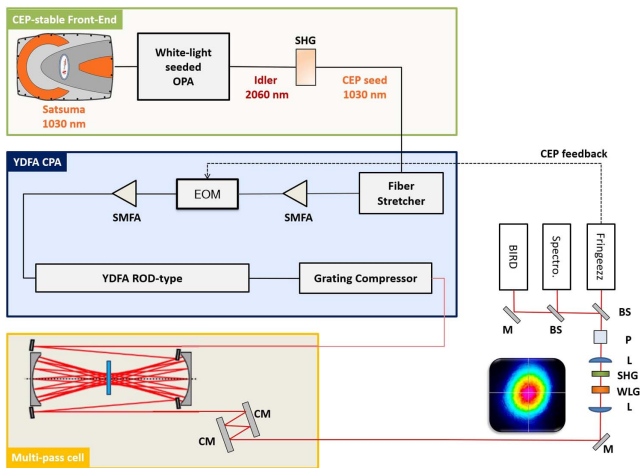 CEP-stable Front-End
White-light
seeded
OPA
SHG
Idler
2060 nm
CEP seed
1030 nm
Satsuma
1030 nm
YDFA CPA
CEP feedback
EOM
Fiber
Stretcher
SMFA
SMFA
BIRD
Spectro.
Fringeezz
YDFA ROD-type
Grating Compressor
M
BS
BS
P
L
SHG
WLG
L
CM
CM
M
Multi-pass cell